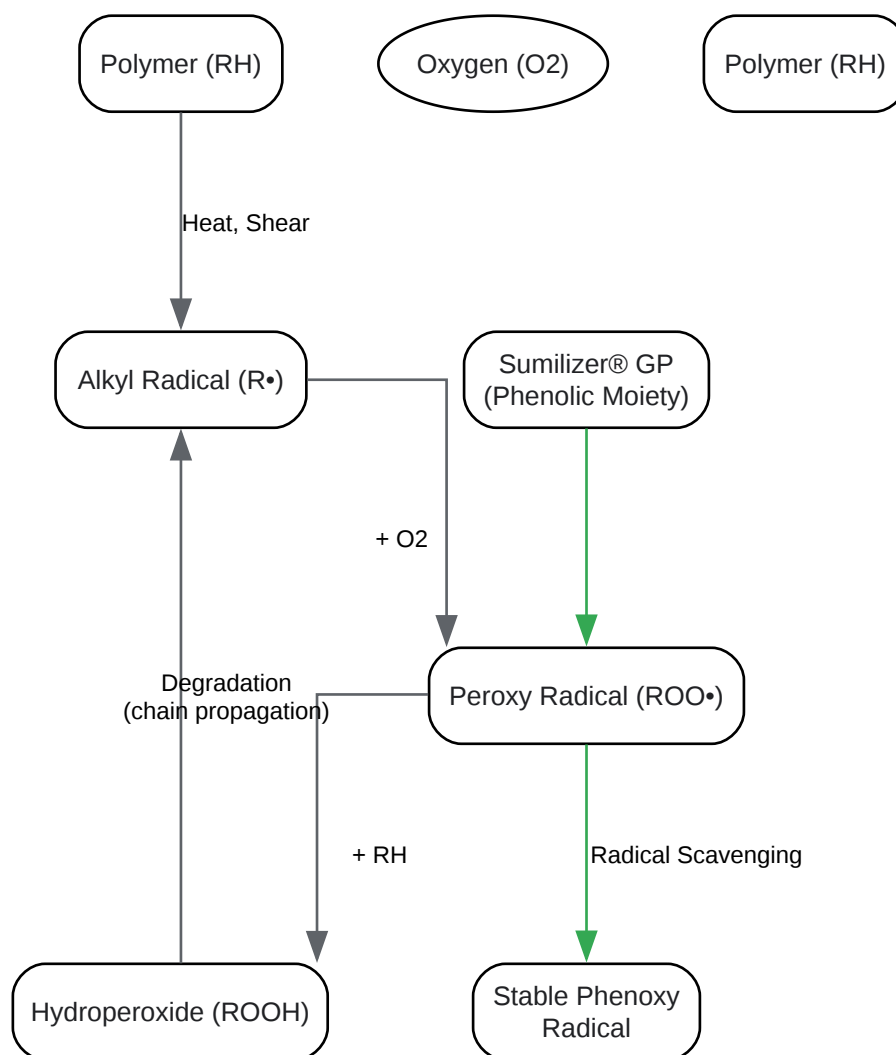 Polymer (RH)
Oxygen (O2)
Polymer (RH)
Heat, Shear
Alkyl Radical (R•)
Sumilizer® GP
(Phenolic Moiety)
+ O2
Degradation
(chain propagation)
Peroxy Radical (ROO•)
+ RH
Radical Scavenging
Hydroperoxide (ROOH)
Stable Phenoxy
Radical